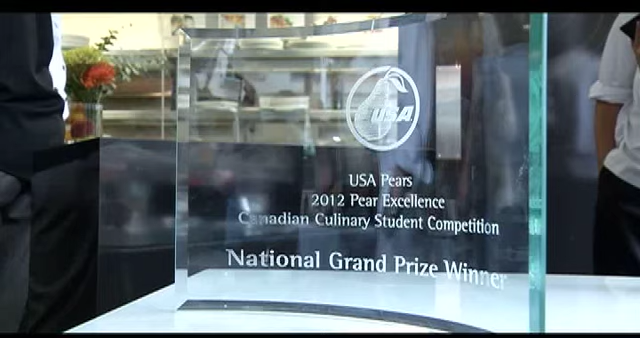 USA
USA Pears
2012 Pear Excellence
Canadian Culinary Student Competition
National Grand Prize Winner